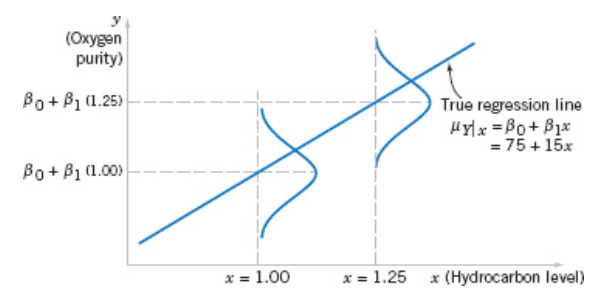 y
(Oxygen
purity)
β0 + β1 (1.25)
β0 + β1 (1.00)
True regression line
μY|x = β0 + β1x
= 75 + 15x
x = 1.00
x = 1.25
x (Hydrocarbon level)